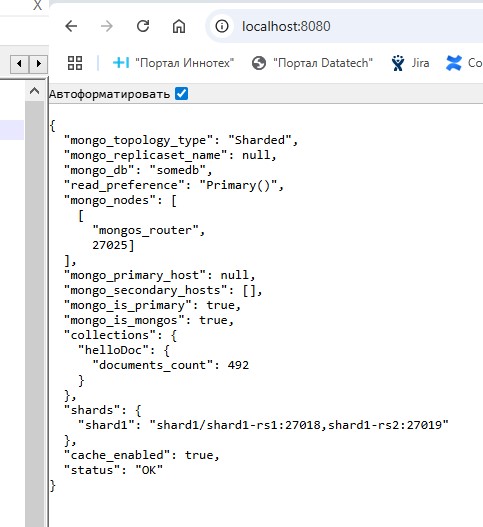 X
localhost:8080
"Портал Иннотех"
"Портал Datatech"
Jira
Co
Автоформатировать
{
  "mongo_topology_type": "Sharded",
  "mongo_replicaset_name": null,
  "mongo_db": "somedb",
  "read_preference": "Primary()",
  "mongo_nodes": [
    [
      "mongos_router",
      27025]
  ],
  "mongo_primary_host": null,
  "mongo_secondary_hosts": [],
  "mongo_is_primary": true,
  "mongo_is_mongos": true,
  "collections": {
    "helloDoc": {
      "documents_count": 492
    }
  },
  "shards": {
    "shard1": "shard1/shard1-rs1:27018,shard1-rs2:27019"
  },
  "cache_enabled": true,
  "status": "OK"
}